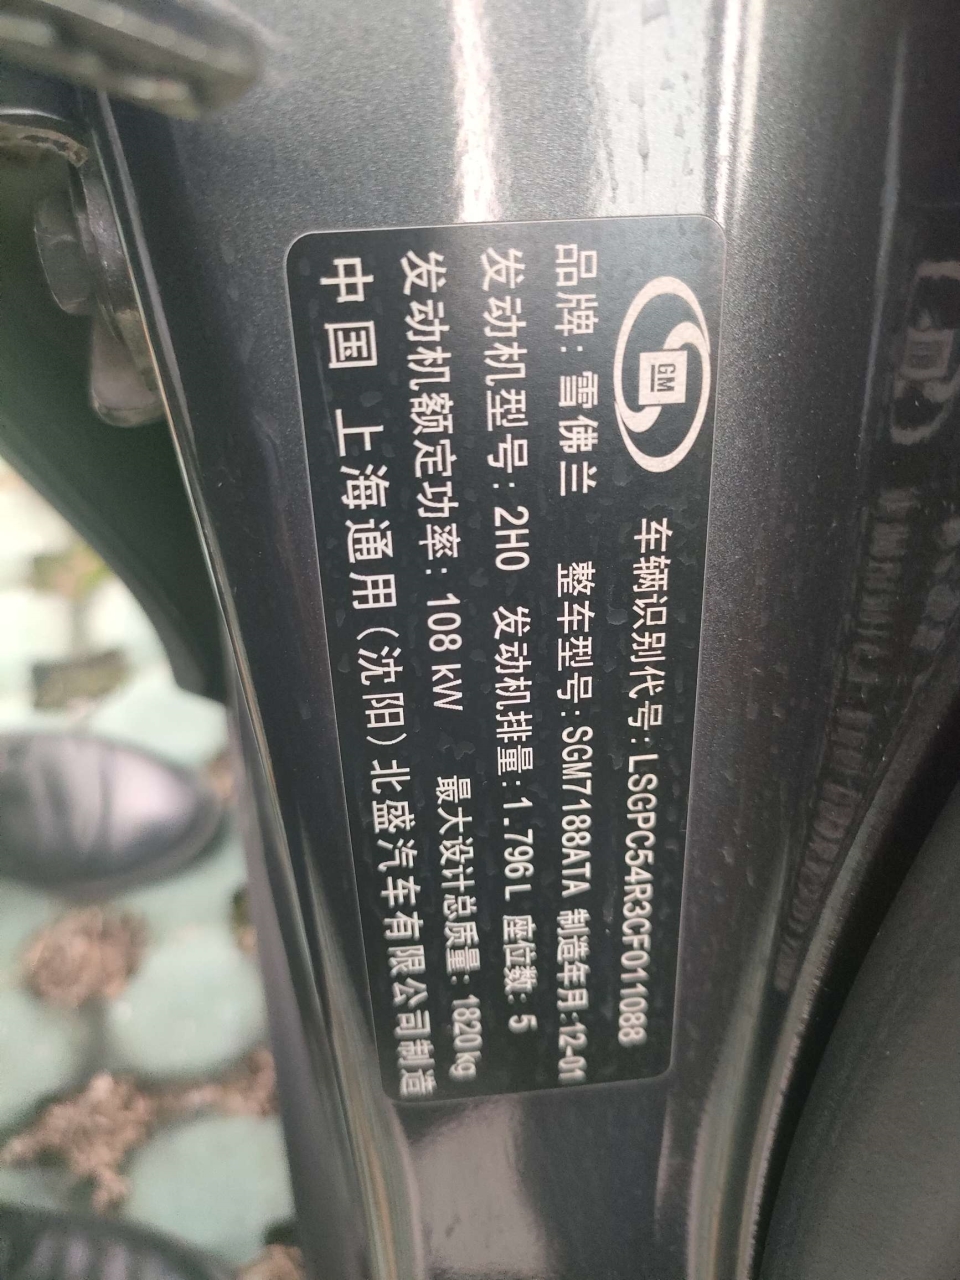 GM
车辆识别代号:LSGPC54R3CF011088
品牌:雪佛兰 整车型号:SGM7188ATA 制造年月:12-01
发动机型号:2H0 发动机排量:1.796L 座位数:5
发动机额定功率:108kW 最大设计总质量:1820kg
中国 上海通用(沈阳)北盛汽车有限公司制造